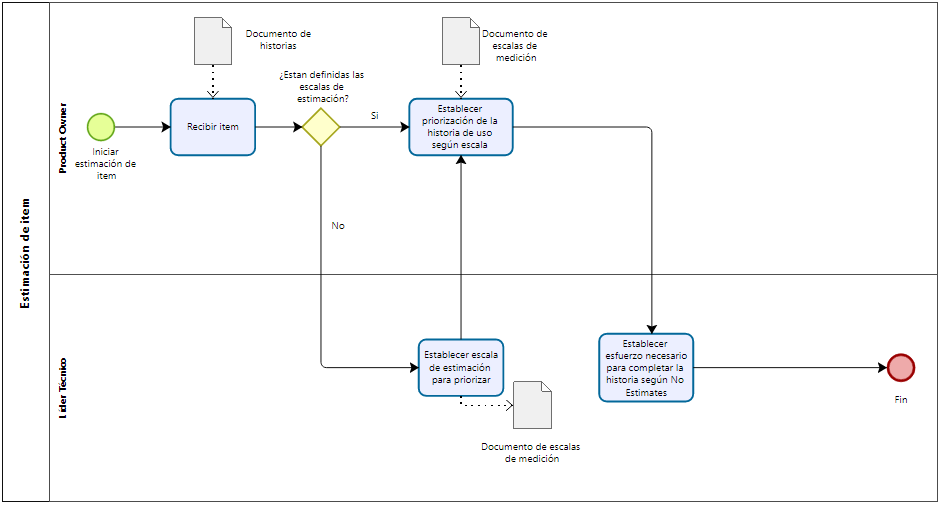 Estimación de item
Product Owner
Documento de
historias
Documento de
escalas de
medición
¿Estan definidas las
escalas de
estimación?
Iniciar
estimación de
item
Recibir item
Si
Establecer
priorización de la
historia de uso
según escala
No
Líder Técnico
Establecer escala
de estimación
para priorizar
Documento de escalas
de medición
Establecer
esfuerzo necesario
para completar la
historia según No
Estimates
Fin